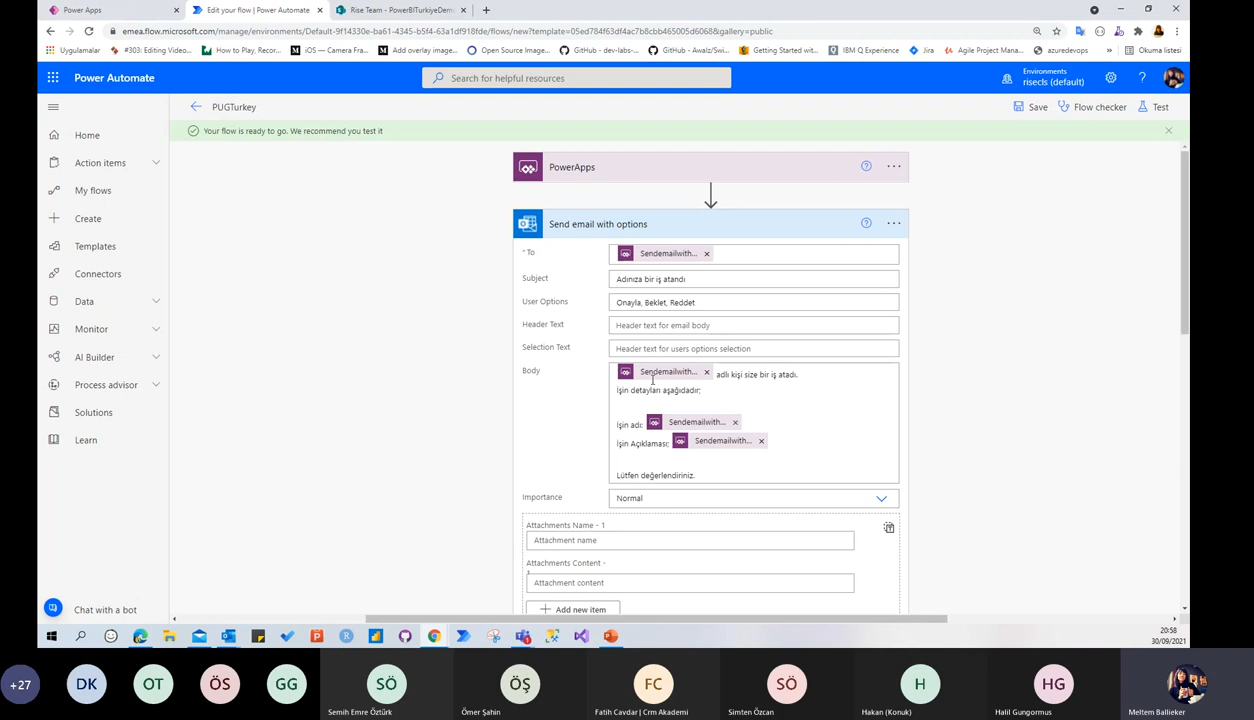 Power Apps
Edit your flow | Power Automate
Rise Team - PowerBITurkiyeDem
emea.flow.microsoft.com/manage/environments/Default-9f14330e-ba61-4345-b5f4-63a1df918fde/flows/new?template=05ed784f63df4ac7b8cbb465005d6068&gallery=public
Uygulamalar
#303: Editing Video...
How to Play, Recor...
iOS — Camera Fra...
Add overlay image...
Open Source Image...
GitHub - dev-labs-...
GitHub - Awalz/Swi...
Getting Started wit...
IBM Q Experience
Jira
Agile Project Mana...
azuredevops
»
Okuma listesi
Power Automate
Search for helpful resources
Environments
risecls (default)
PUGTurkey
Save
Flow checker
Test
Your flow is ready to go. We recommend you test it
Home
Action items
My flows
Create
Templates
Connectors
Data
Monitor
AI Builder
Process advisor
Solutions
Learn
Chat with a bot
PowerApps
Send email with options
* To
Sendemailwith... ×
Subject
Adınıza bir iş atandı
User Options
Onayla, Beklet, Reddet
Header Text
Header text for email body
Selection Text
Header text for users options selection
Body
Sendemailwith... × adlı kişi size bir iş atadı.
İşin detayları aşağıdadır;
İşin adı: Sendemailwith... ×
İşin Açıklaması; Sendemailwith... ×
Lütfen değerlendiriniz.
Importance
Normal
Attachments Name - 1
Attachment name
Attachments Content -
1
Attachment content
Add new item
20:58
30/09/2021
+27
DK
OT
ÖS
GG
SÖ
ÖŞ
FC
SÖ
H
HG
Semih Emre Öztürk
Ömer Şahin
Fatih Cavdar | Crm Akademi
Simten Özcan
Hakan (Konuk)
Halil Gungormus
Meltem Ballieker